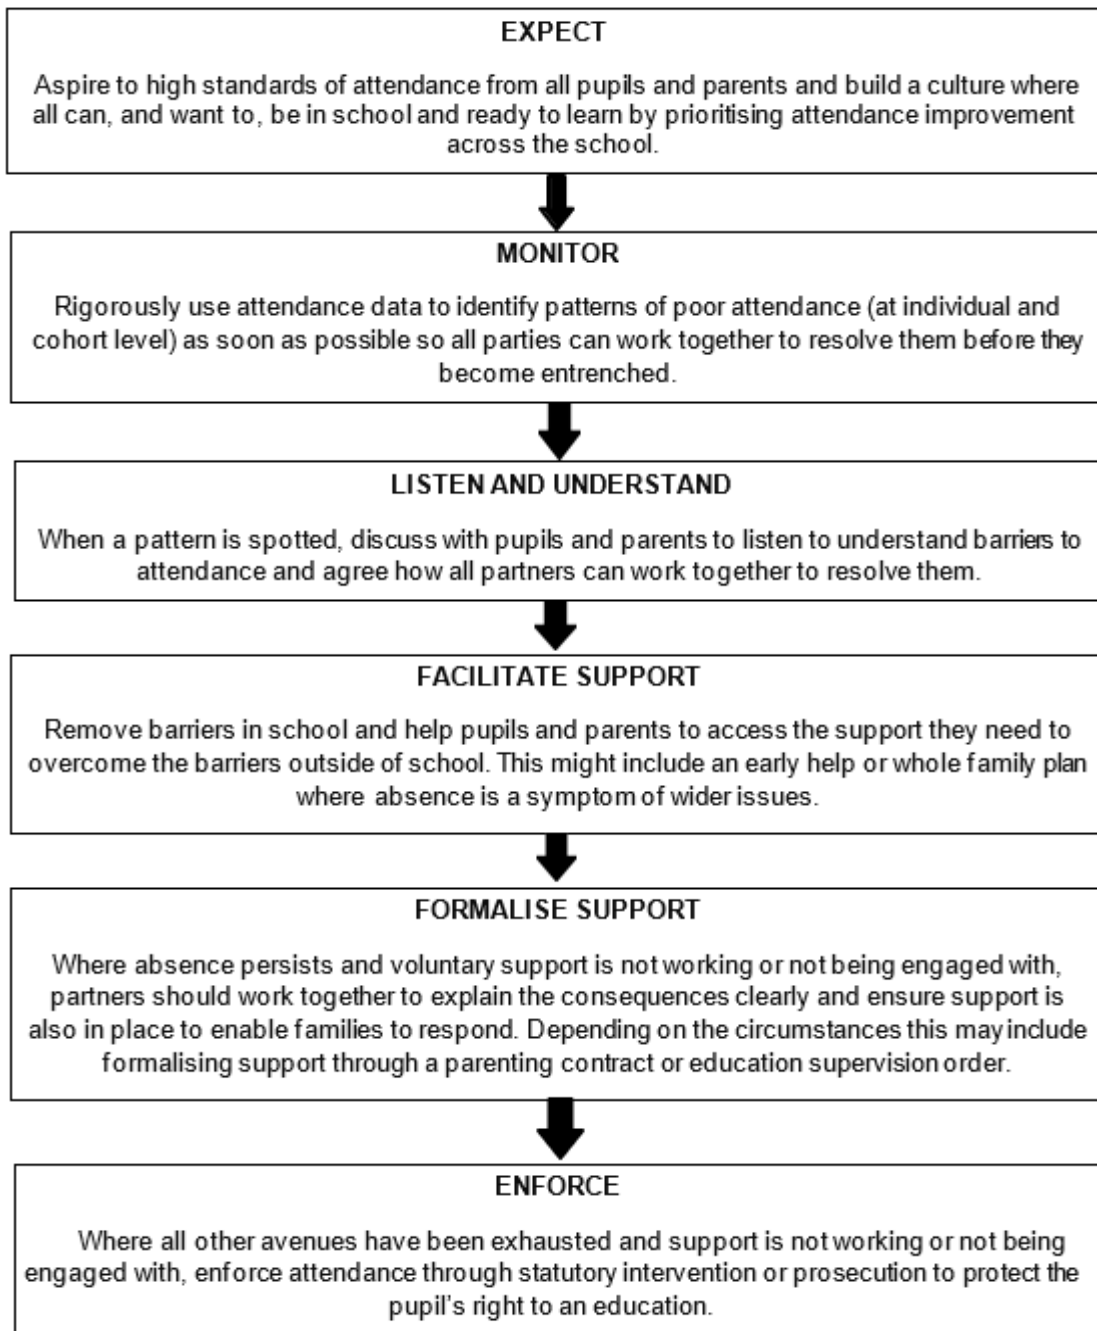 EXPECT
Aspire to high standards of attendance from all pupils and parents and build a culture where
all can, and want to, be in school and ready to learn by prioritising attendance improvement
across the school.
MONITOR
Rigorously use attendance data to identify patterns of poor attendance (at individual and
cohort level) as soon as possible so all parties can work together to resolve them before they
become entrenched.
LISTEN AND UNDERSTAND
When a pattern is spotted, discuss with pupils and parents to listen to understand barriers to
attendance and agree how all partners can work together to resolve them.
FACILITATE SUPPORT
Remove barriers in school and help pupils and parents to access the support they need to
overcome the barriers outside of school. This might include an early help or whole family plan
where absence is a symptom of wider issues.
FORMALISE SUPPORT
Where absence persists and voluntary support is not working or not being engaged with,
partners should work together to explain the consequences clearly and ensure support is
also in place to enable families to respond. Depending on the circumstances this may include
formalising support through a parenting contract or education supervision order.
ENFORCE
Where all other avenues have been exhausted and support is not working or not being
engaged with, enforce attendance through statutory intervention or prosecution to protect the
pupil's right to an education.